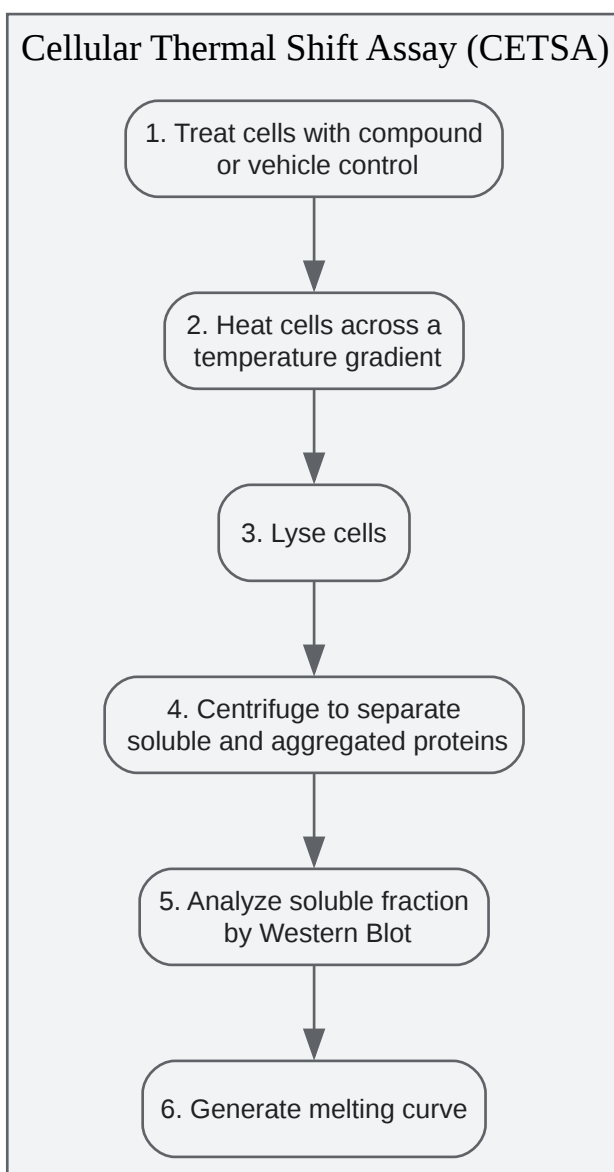 Cellular Thermal Shift Assay (CETSA)
1. Treat cells with compound
or vehicle control
2. Heat cells across a
temperature gradient
3. Lyse cells
4. Centrifuge to separate
soluble and aggregated proteins
5. Analyze soluble fraction
by Western Blot
6. Generate melting curve